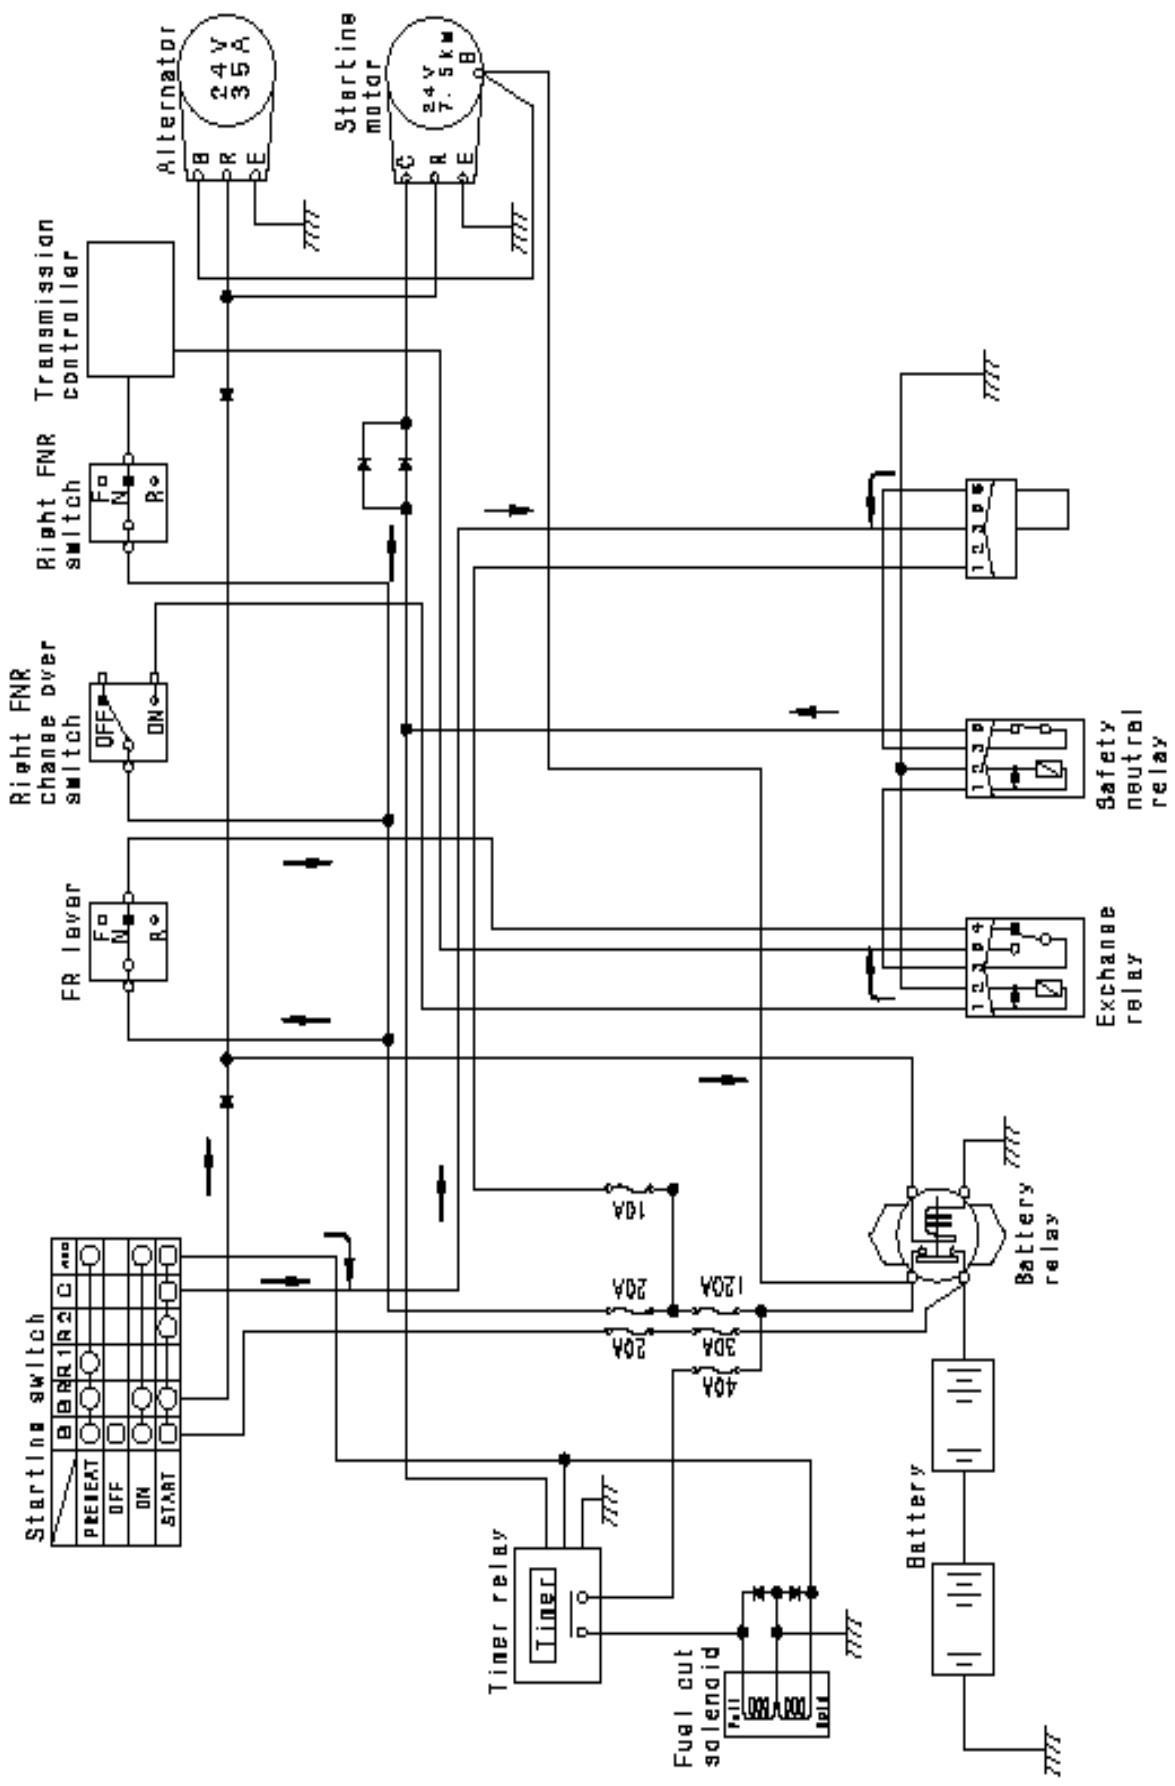 Starting switch
B BR R1 R2 C ACC
PREHEAT
OFF
ON
START
FR lever
F
N
R
Right FNR
change over
switch
OFF
ON
Right FNR
switch
F
N
R
Transmission
controller
Alternator
24V
35A
B
R
E
Starting
motor
24V
7.5kW
B
C
R
E
Timer relay
Timer
Fuel cut
solenoid
Pull
Hold
20A
20A
10A
120A
30A
40A
Battery
Battery
relay
Exchange
relay
1 2 3 5 4
Safety
neutral
relay
1 2 3 5
1 2 3 5 6